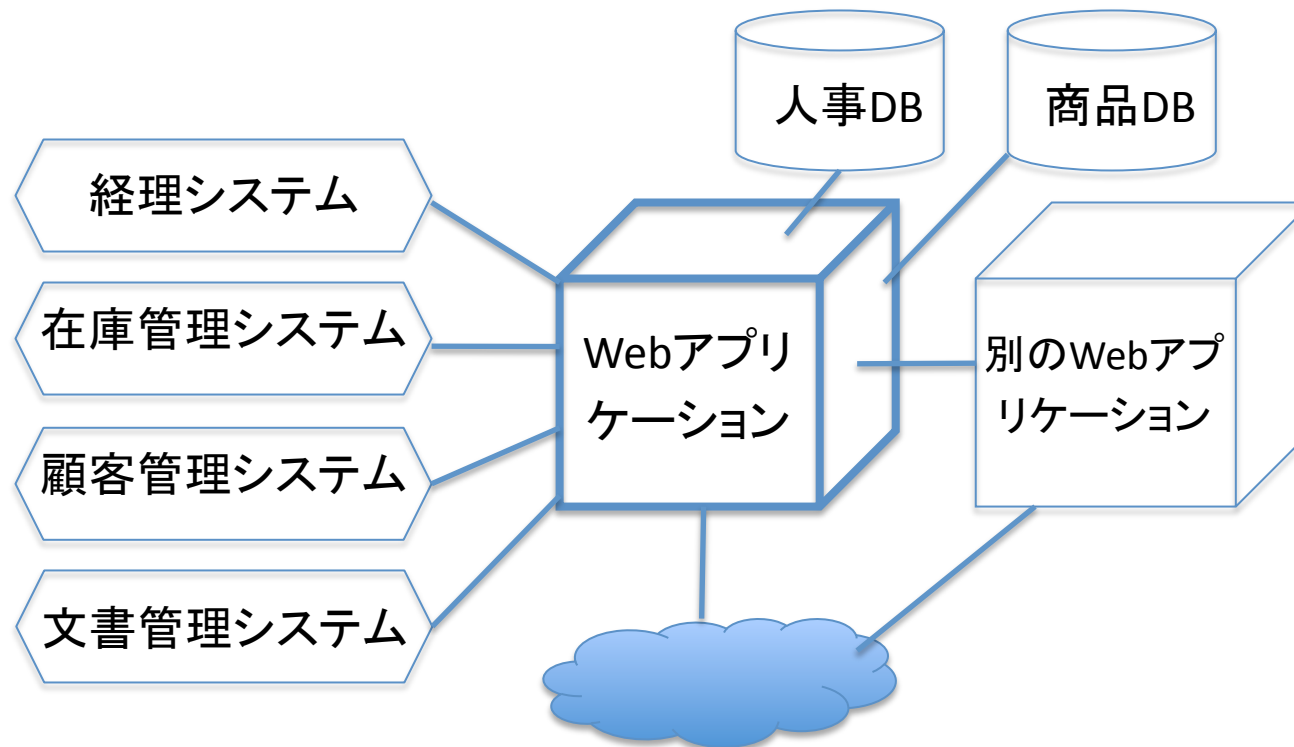 人事DB
商品DB
経理システム
在庫管理システム
顧客管理システム
文書管理システム
Webアプリ
ケーション
別のWebアプ
リケーション